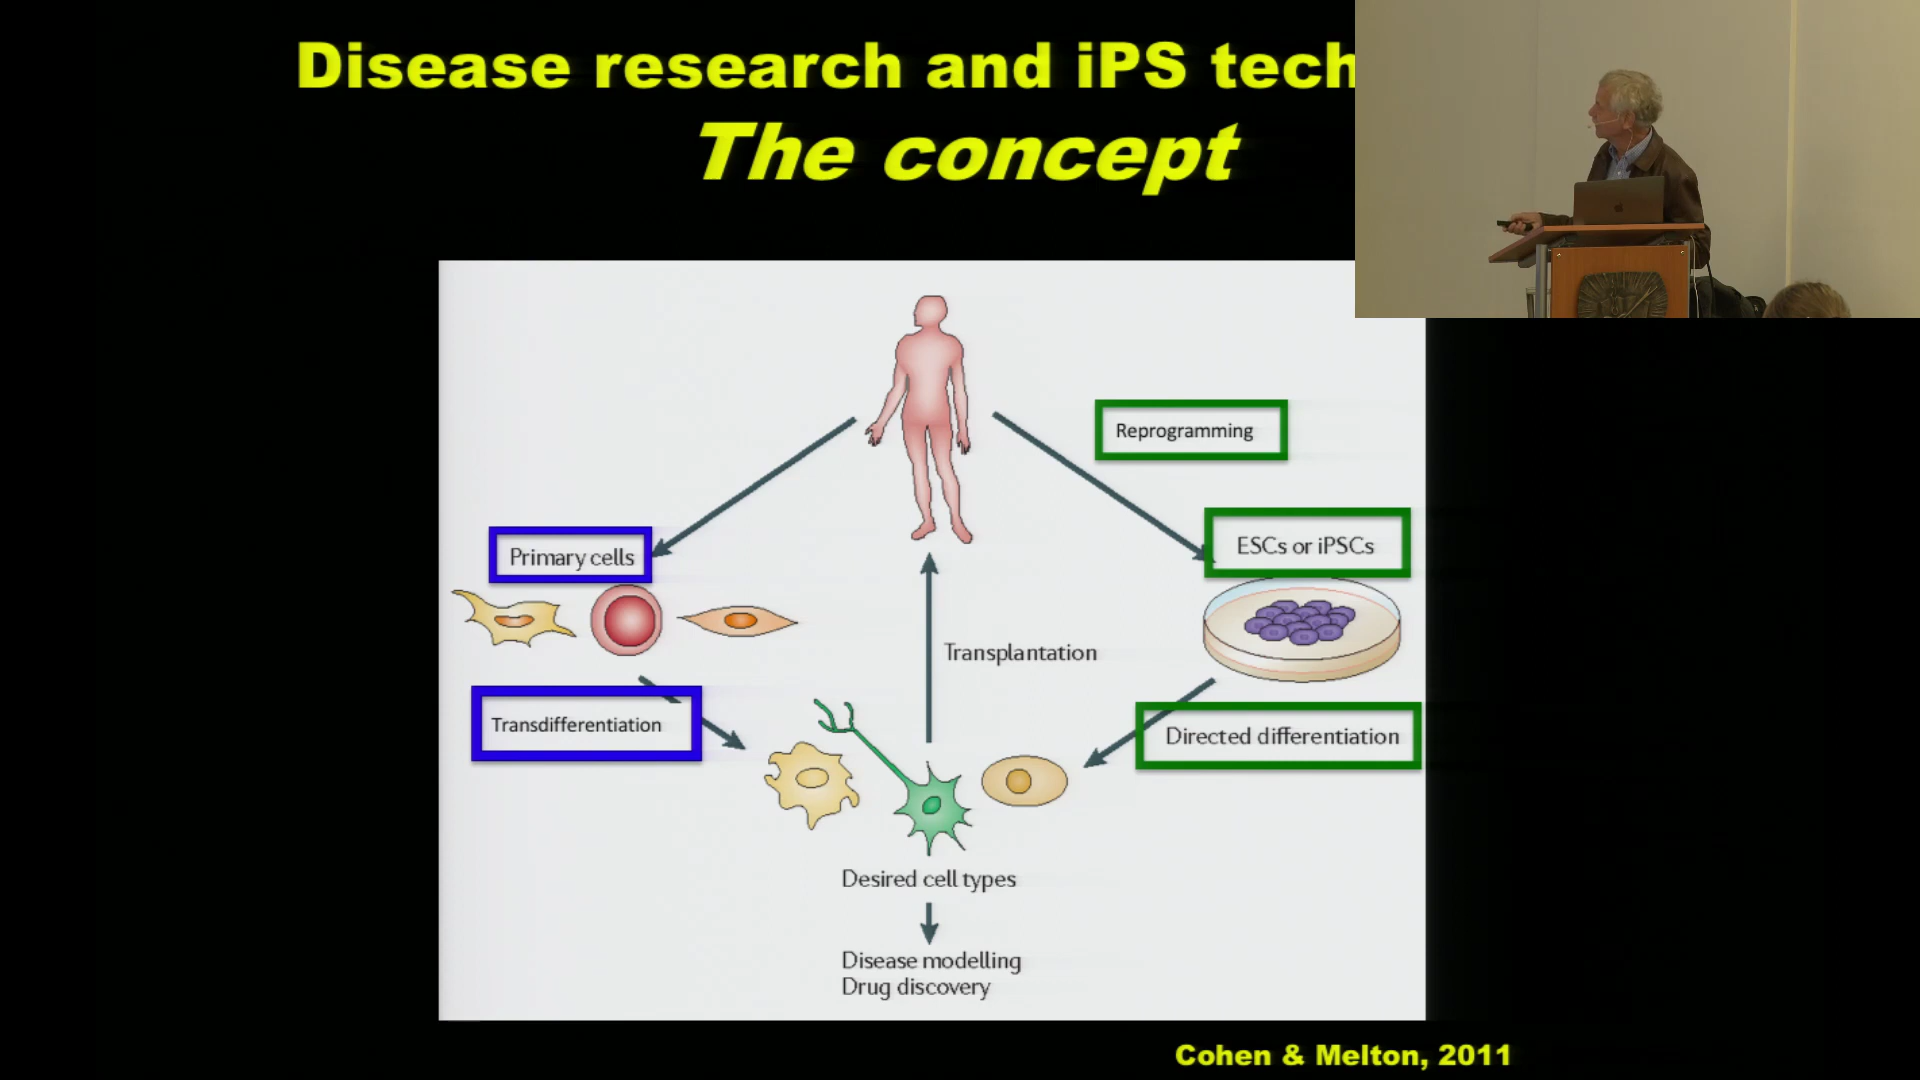 Disease research and iPS tech
The concept
Reprogramming
Primary cells
ESCs or iPSCs
Transplantation
Transdifferentiation
Directed differentiation
Desired cell types
Disease modelling
Drug discovery
Cohen & Melton, 2011